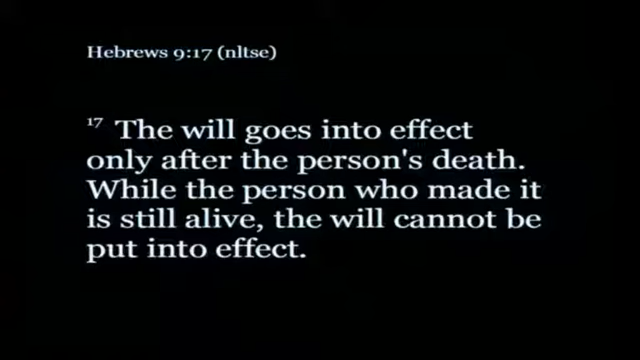 Hebrews 9:17 (nltse)
17 The will goes into effect
only after the person's death.
While the person who made it
is still alive, the will cannot be
put into effect.